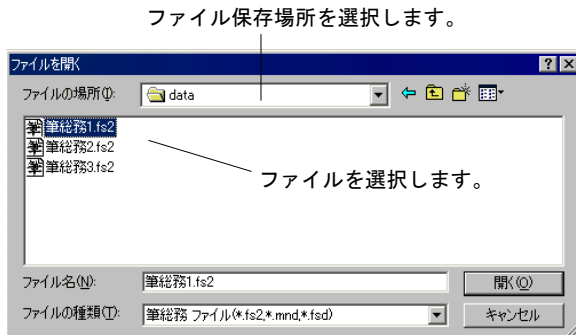 ファイル保存場所を選択します。
ファイルを開く
ファイルの場所(I):
data
筆総務1.fs2
筆総務2.fs2
筆総務3.fs2
ファイルを選択します。
ファイル名(N):
筆総務1.fs2
開く(O)
ファイルの種類(T):
筆総務 ファイル(*.fs2,*.mnd,*.fsd)
キャンセル